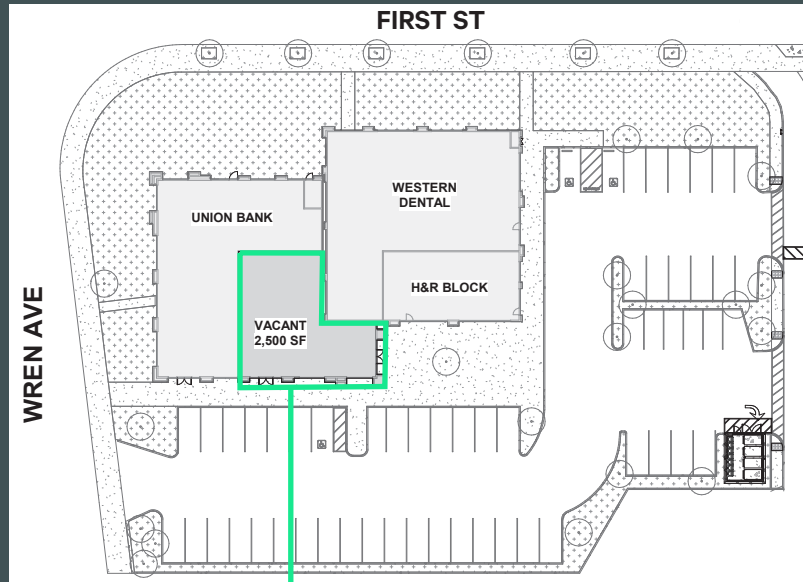 FIRST ST
WESTERN
DENTAL
UNION BANK
H&R BLOCK
VACANT
2,500 SF
WREN AVE